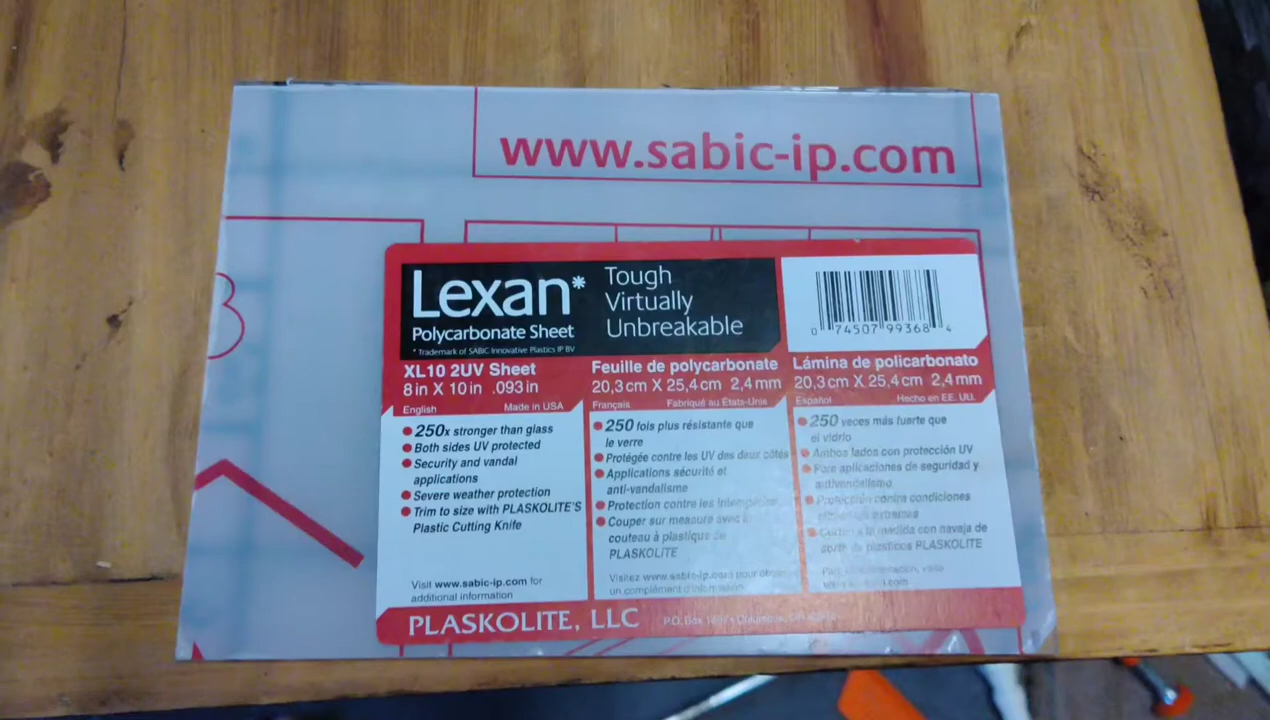 www.sabic-ip.com
Lexan*
Polycarbonate Sheet
* Trademark of SABIC Innovative Plastics IP BV
Tough
Virtually
Unbreakable
0 74507 99368 4
XL10 2UV Sheet
8 in X 10 in .093 in
English Made in USA
250x stronger than glass
Both sides UV protected
Security and vandal
applications
Severe weather protection
Trim to size with PLASKOLITE'S
Plastic Cutting Knife
Visit www.sabic-ip.com for
additional information
Feuille de polycarbonate
20,3 cm X 25,4 cm 2,4 mm
Français Fabriqué au États-Unis
250 fois plus résistante que
le verre
Protégée contre les UV des deux côtés
Applications sécurité et
anti-vandalisme
Protection contre les intempéries
Couper sur mesure avec
couteau à plastique de
PLASKOLITE
Visitez www.sabic-ip.com pour obtenir
un complément d'information
Lámina de policarbonato
20,3 cm X 25,4 cm 2,4 mm
Español Hecho en EE. UU.
250 veces más fuerte que
el vidrio
Ambos lados con protección UV
Para aplicaciones de seguridad y
antivandalismo
Protección contra condiciones
extremas
a la medida con navaja de
corte de plásticos PLASKOLITE
PLASKOLITE, LLC
P.O. Box Columbus, OH